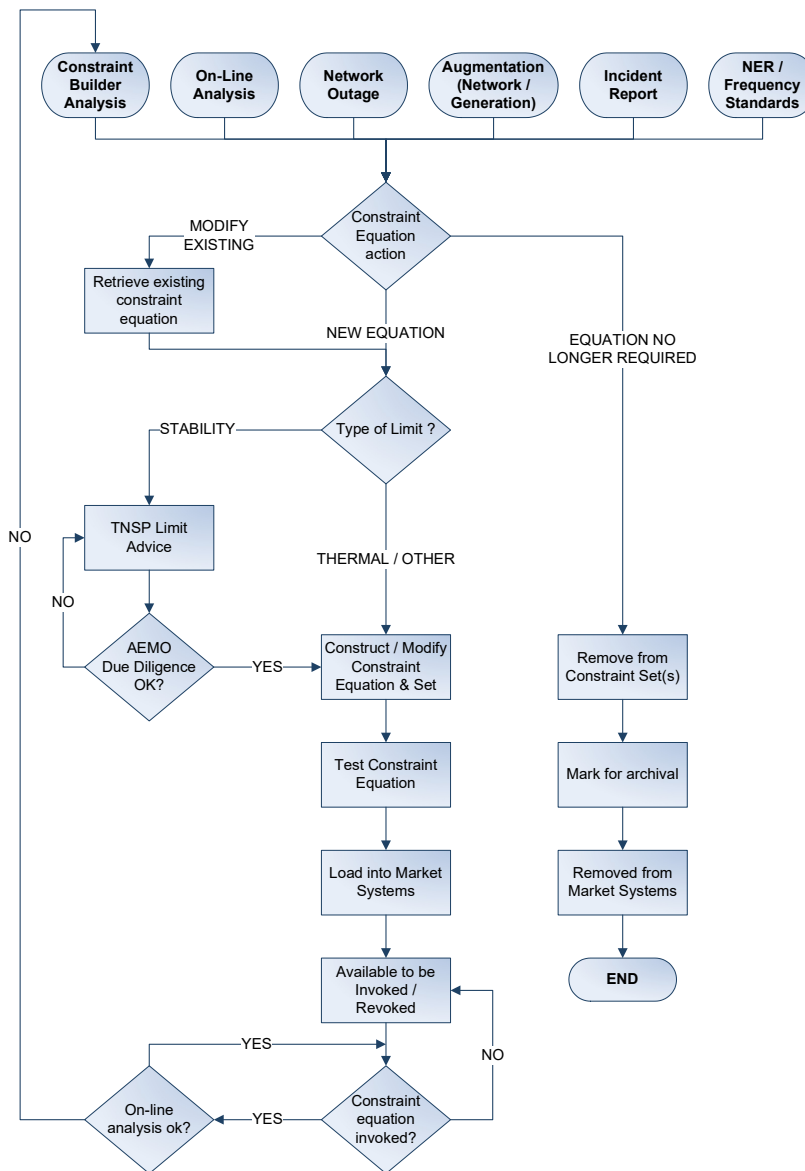 Constraint
Builder
Analysis
On-Line
Analysis
Network
Outage
Augmentation
(Network /
Generation)
Incident
Report
NER /
Frequency
Standards
Constraint
Equation
action
MODIFY
EXISTING
Retrieve existing
constraint
equation
NEW EQUATION
EQUATION NO
LONGER REQUIRED
Type of Limit ?
STABILITY
TNSP Limit
Advice
NO
NO
THERMAL / OTHER
AEMO
Due Diligence
OK?
YES
Construct / Modify
Constraint
Equation & Set
Remove from
Constraint Set(s)
Test Constraint
Equation
Mark for archival
Load into Market
Systems
Removed from
Market Systems
Available to be
Invoked /
Revoked
END
YES
NO
On-line
analysis ok?
YES
Constraint
equation
invoked?